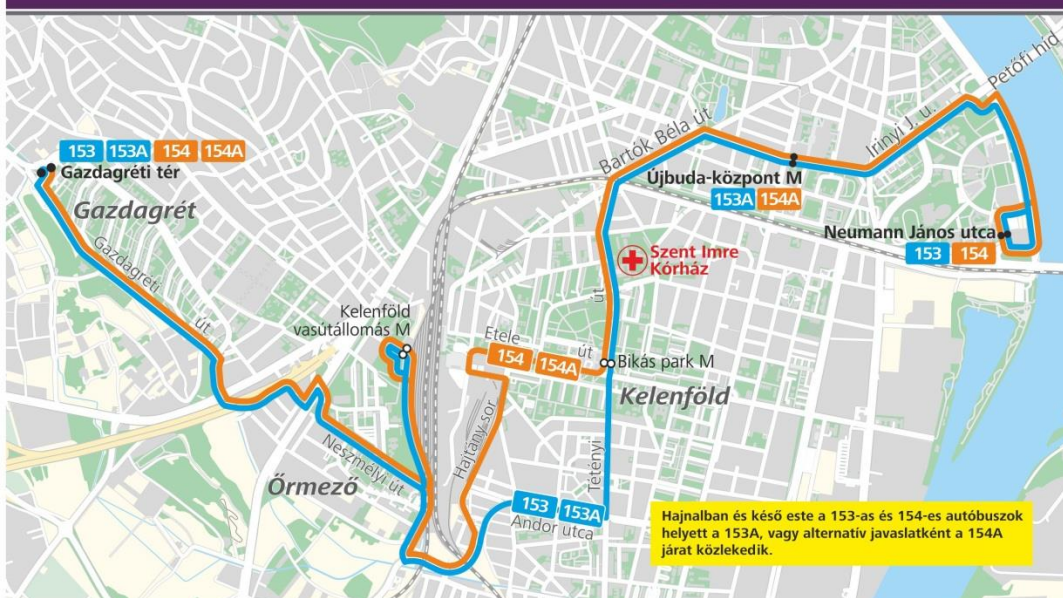 Petőfi híd
Irinyi J. u.
Bartók Béla út
153 153A 154 154A
Gazdagréti tér
Gazdagrét
Újbuda-központ M
153A 154A
Neumann János utca
153 154
Szent Imre
Kórház
Gazdagréti út
Kelenföld
vasútállomás M
Etele út
154 154A
út
Bikás park M
Kelenföld
Hajtány sor
Tétényi
Neszmélyi út
Őrmező
153 153A
Andor utca
Hajnalban és késő este a 153-as és 154-es autóbuszok
helyett a 153A, vagy alternatív javaslatként a 154A
járat közlekedik.